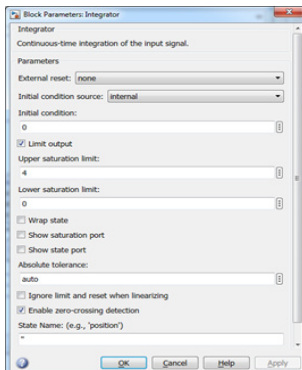 Block Parameters: Integrator
Integrator
Continuous-time integration of the input signal.
Parameters
External reset: none
Initial condition source: internal
Initial condition:
0
Limit output
Upper saturation limit:
4
Lower saturation limit:
0
Wrap state
Show saturation port
Show state port
Absolute tolerance:
auto
Ignore limit and reset when linearizing
Enable zero-crossing detection
State Name: (e.g., 'position')
''
OK Cancel Help Apply